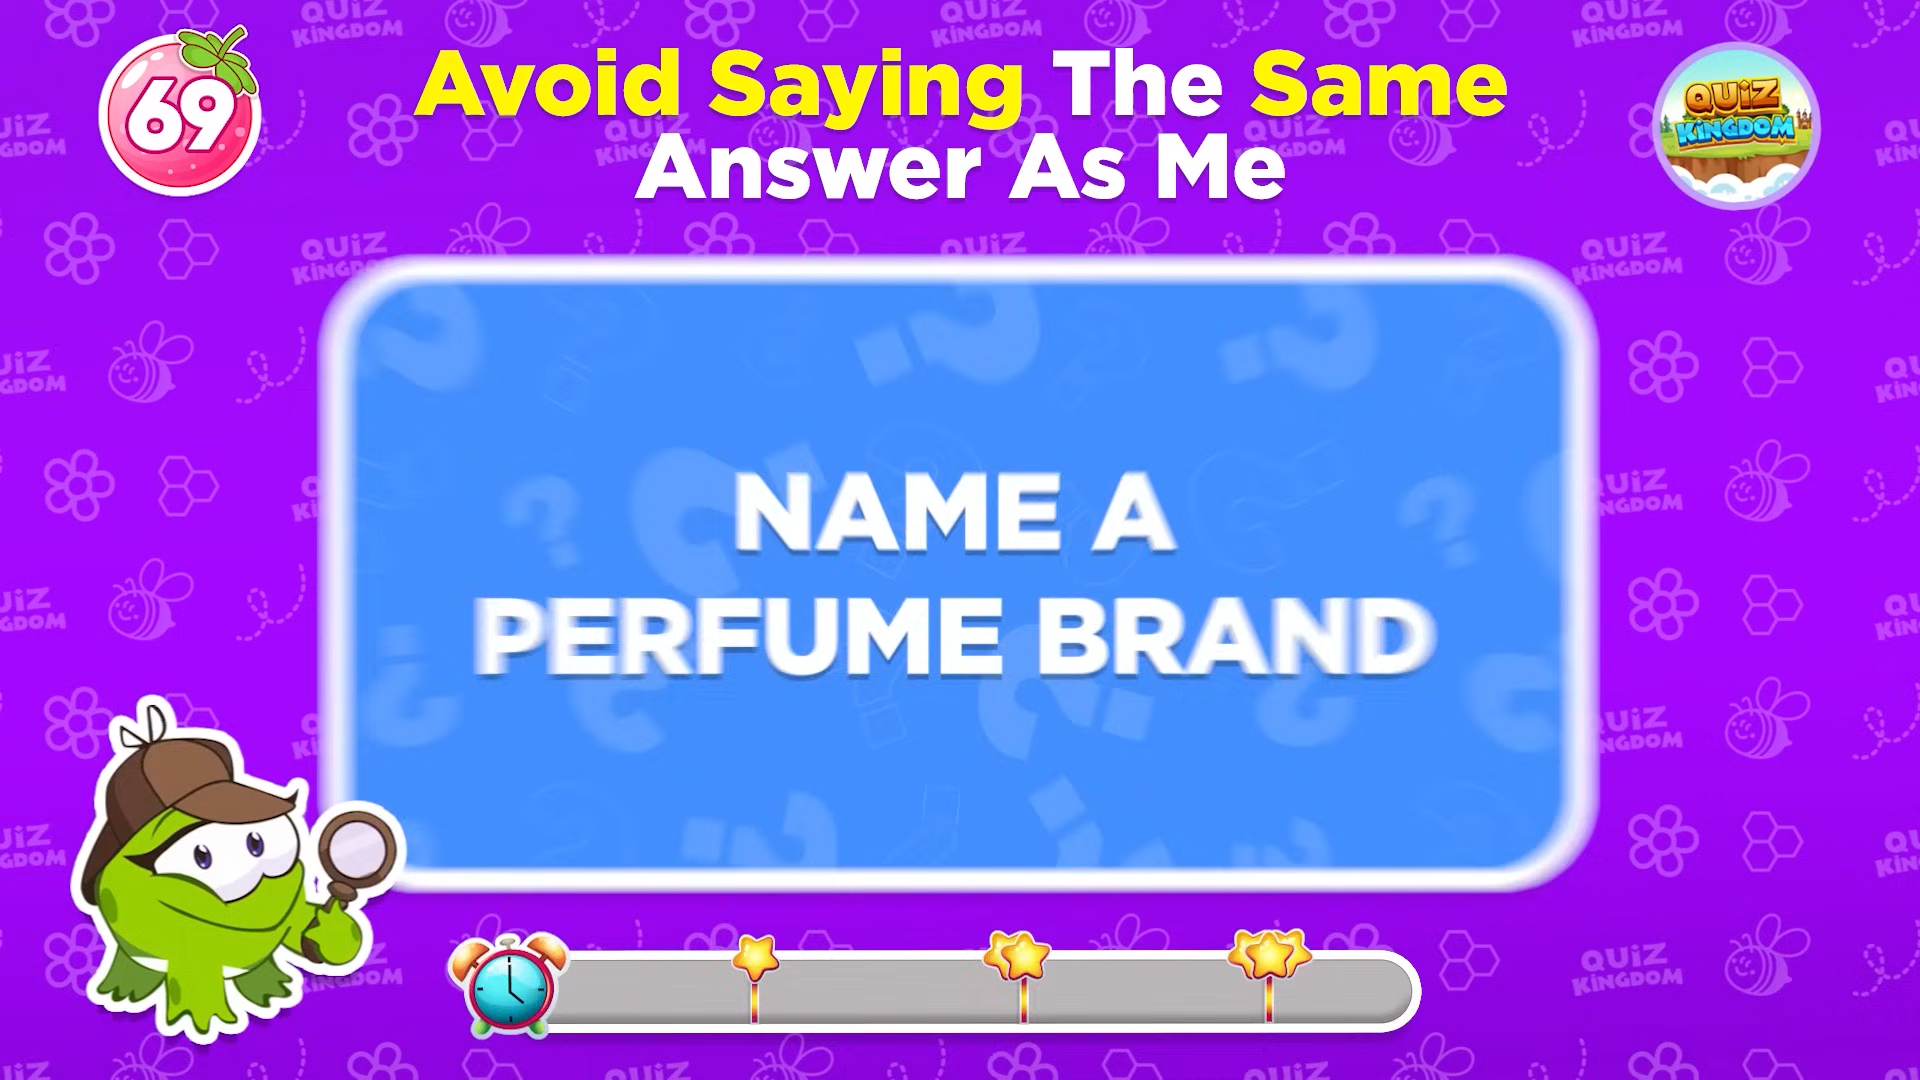 69
Avoid Saying The Same
Answer As Me
QUiZ
KiNGDOM
NAME A
PERFUME BRAND